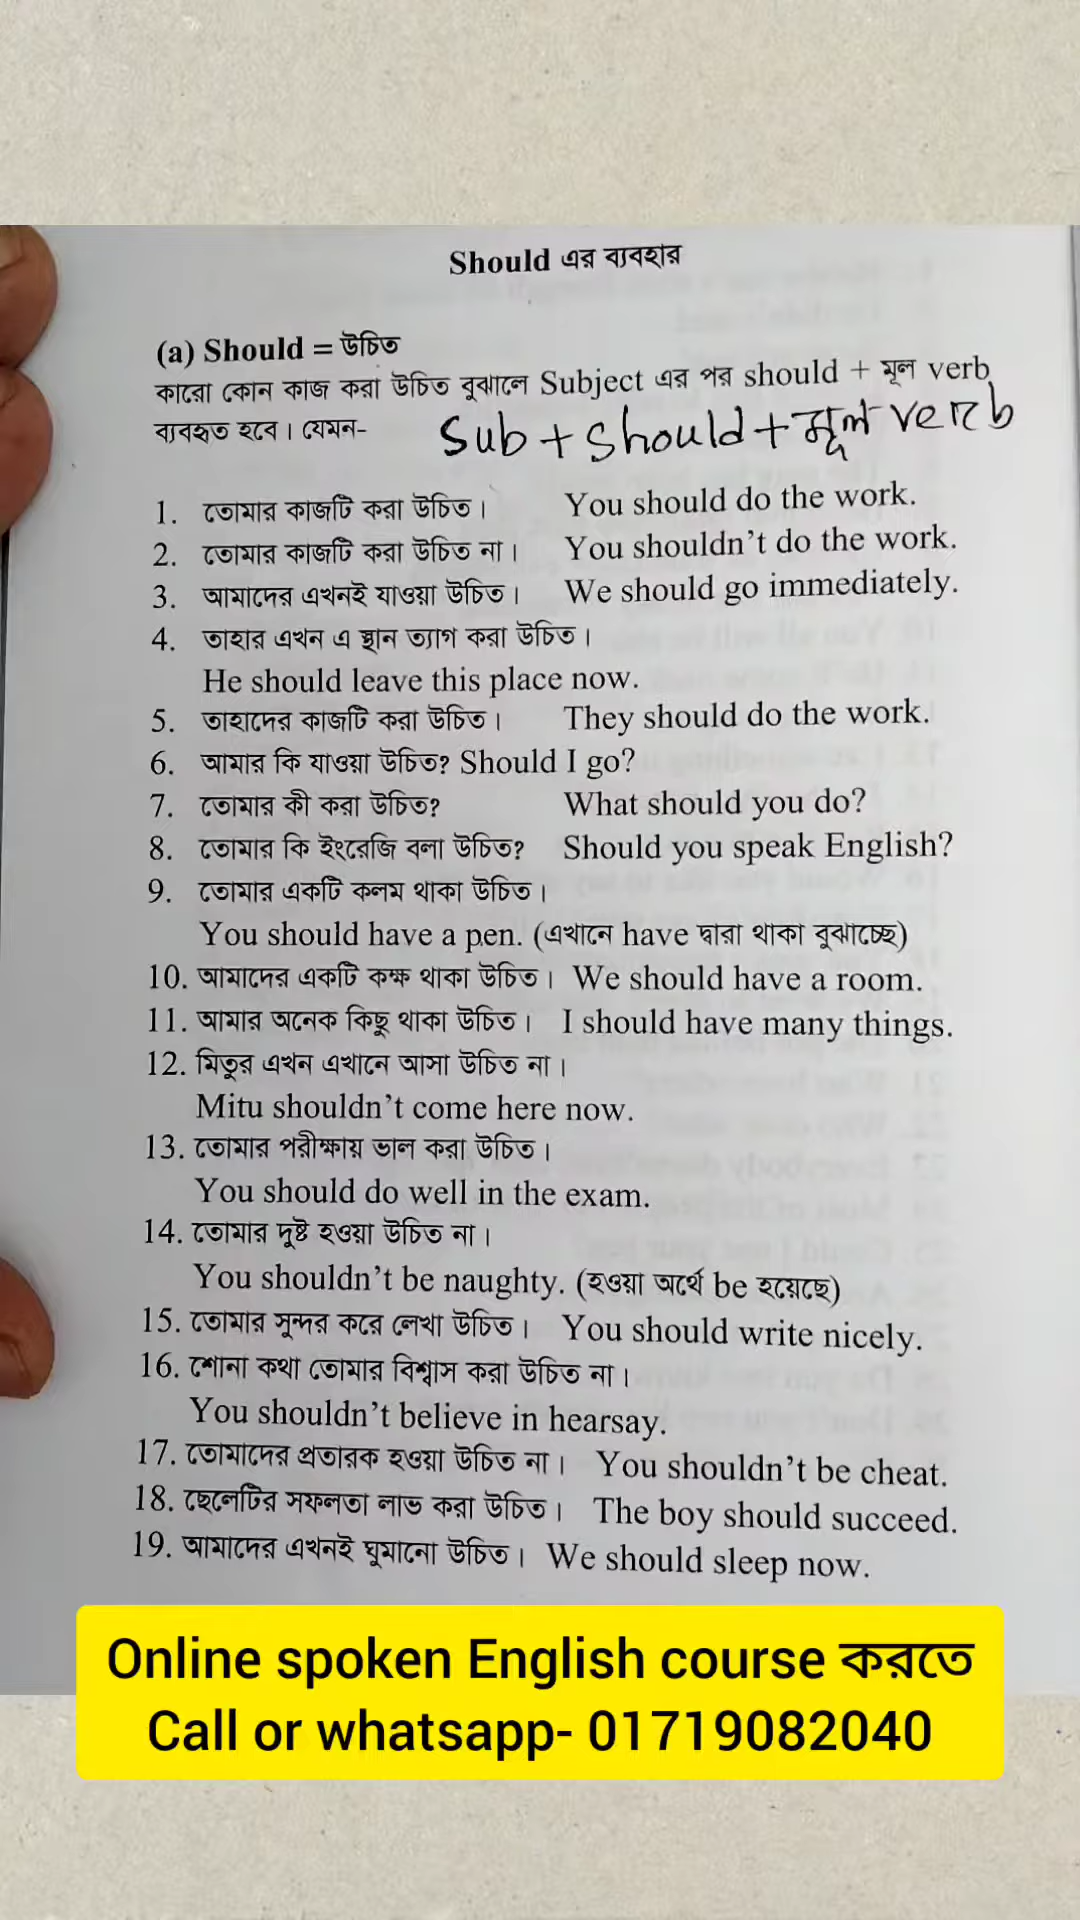 Should এর ব্যবহার
(a) Should = উচিত
কারো কোন কাজ করা উচিত বুঝালে Subject এর পর should + মূল verb
ব্যবহৃত হবে। যেমন-
Sub + should + মূল verb
1. তোমার কাজটি করা উচিত। You should do the work.
2. তোমার কাজটি করা উচিত না। You shouldn't do the work.
3. আমাদের এখনই যাওয়া উচিত। We should go immediately.
4. তাহার এখন এ স্থান ত্যাগ করা উচিত।
He should leave this place now.
5. তাহাদের কাজটি করা উচিত। They should do the work.
6. আমার কি যাওয়া উচিত? Should I go?
7. তোমার কী করা উচিত? What should you do?
8. তোমার কি ইংরেজি বলা উচিত? Should you speak English?
9. তোমার একটি কলম থাকা উচিত।
You should have a pen. (এখানে have দ্বারা থাকা বুঝাচ্ছে)
10. আমাদের একটি কক্ষ থাকা উচিত। We should have a room.
11. আমার অনেক কিছু থাকা উচিত। I should have many things.
12. মিতুর এখন এখানে আসা উচিত না।
Mitu shouldn't come here now.
13. তোমার পরীক্ষায় ভাল করা উচিত।
You should do well in the exam.
14. তোমার দুষ্ট হওয়া উচিত না।
You shouldn't be naughty. (হওয়া অর্থে be হয়েছে)
15. তোমার সুন্দর করে লেখা উচিত। You should write nicely.
16. শোনা কথা তোমার বিশ্বাস করা উচিত না।
You shouldn't believe in hearsay.
17. তোমাদের প্রতারক হওয়া উচিত না। You shouldn't be cheat.
18. ছেলেটির সফলতা লাভ করা উচিত। The boy should succeed.
19. আমাদের এখনই ঘুমানো উচিত। We should sleep now.
Online spoken English course করতে
Call or whatsapp- 01719082040